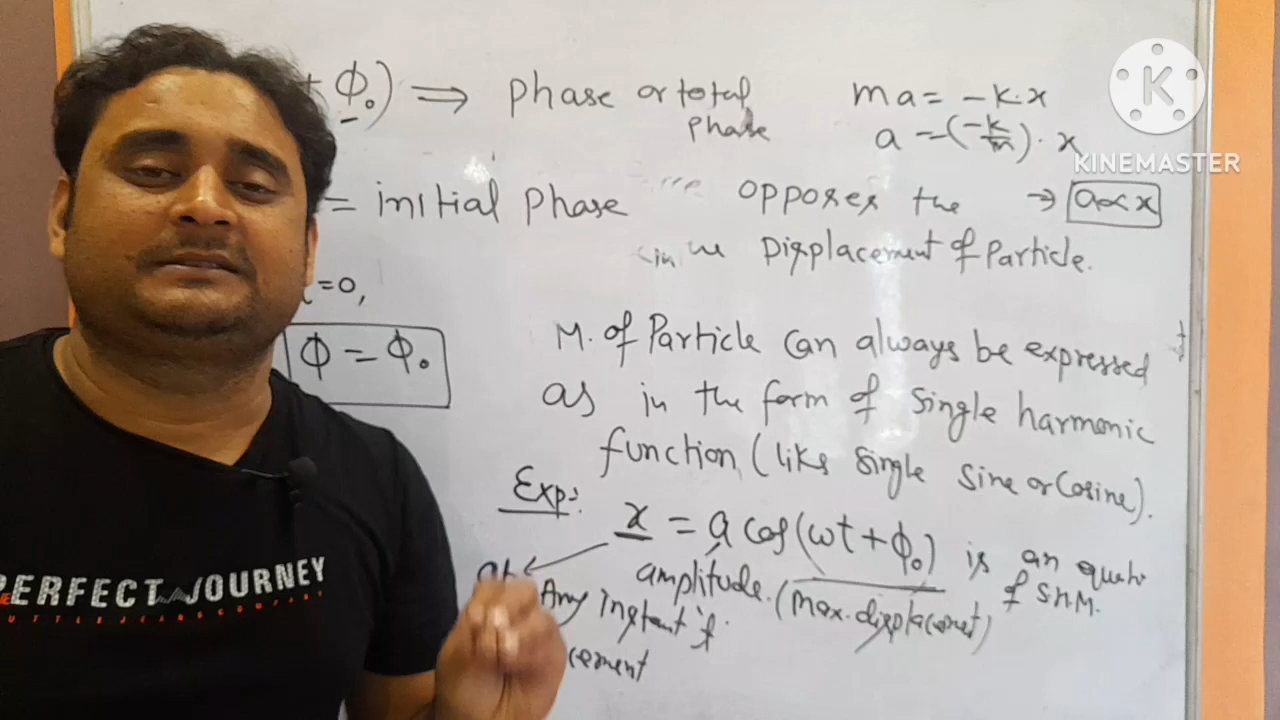 ϕ₀) ⇒ phase or total
phase
= initial phase
=0,
ϕ = ϕ₀
ma = -k·x
a = (-k/m)·x
→ a ∝ x
opposes the
Displacement of Particle.
M. of Particle can always be expressed
as in the form of single harmonic
function (like single sine or cosine).
Exp:
x = a cos(ωt + ϕ₀) is an
of S.H.M.
amplitude. (max. displacement)
Any instant 't'
cement
PERFECT JOURNEY
K
KINEMASTER